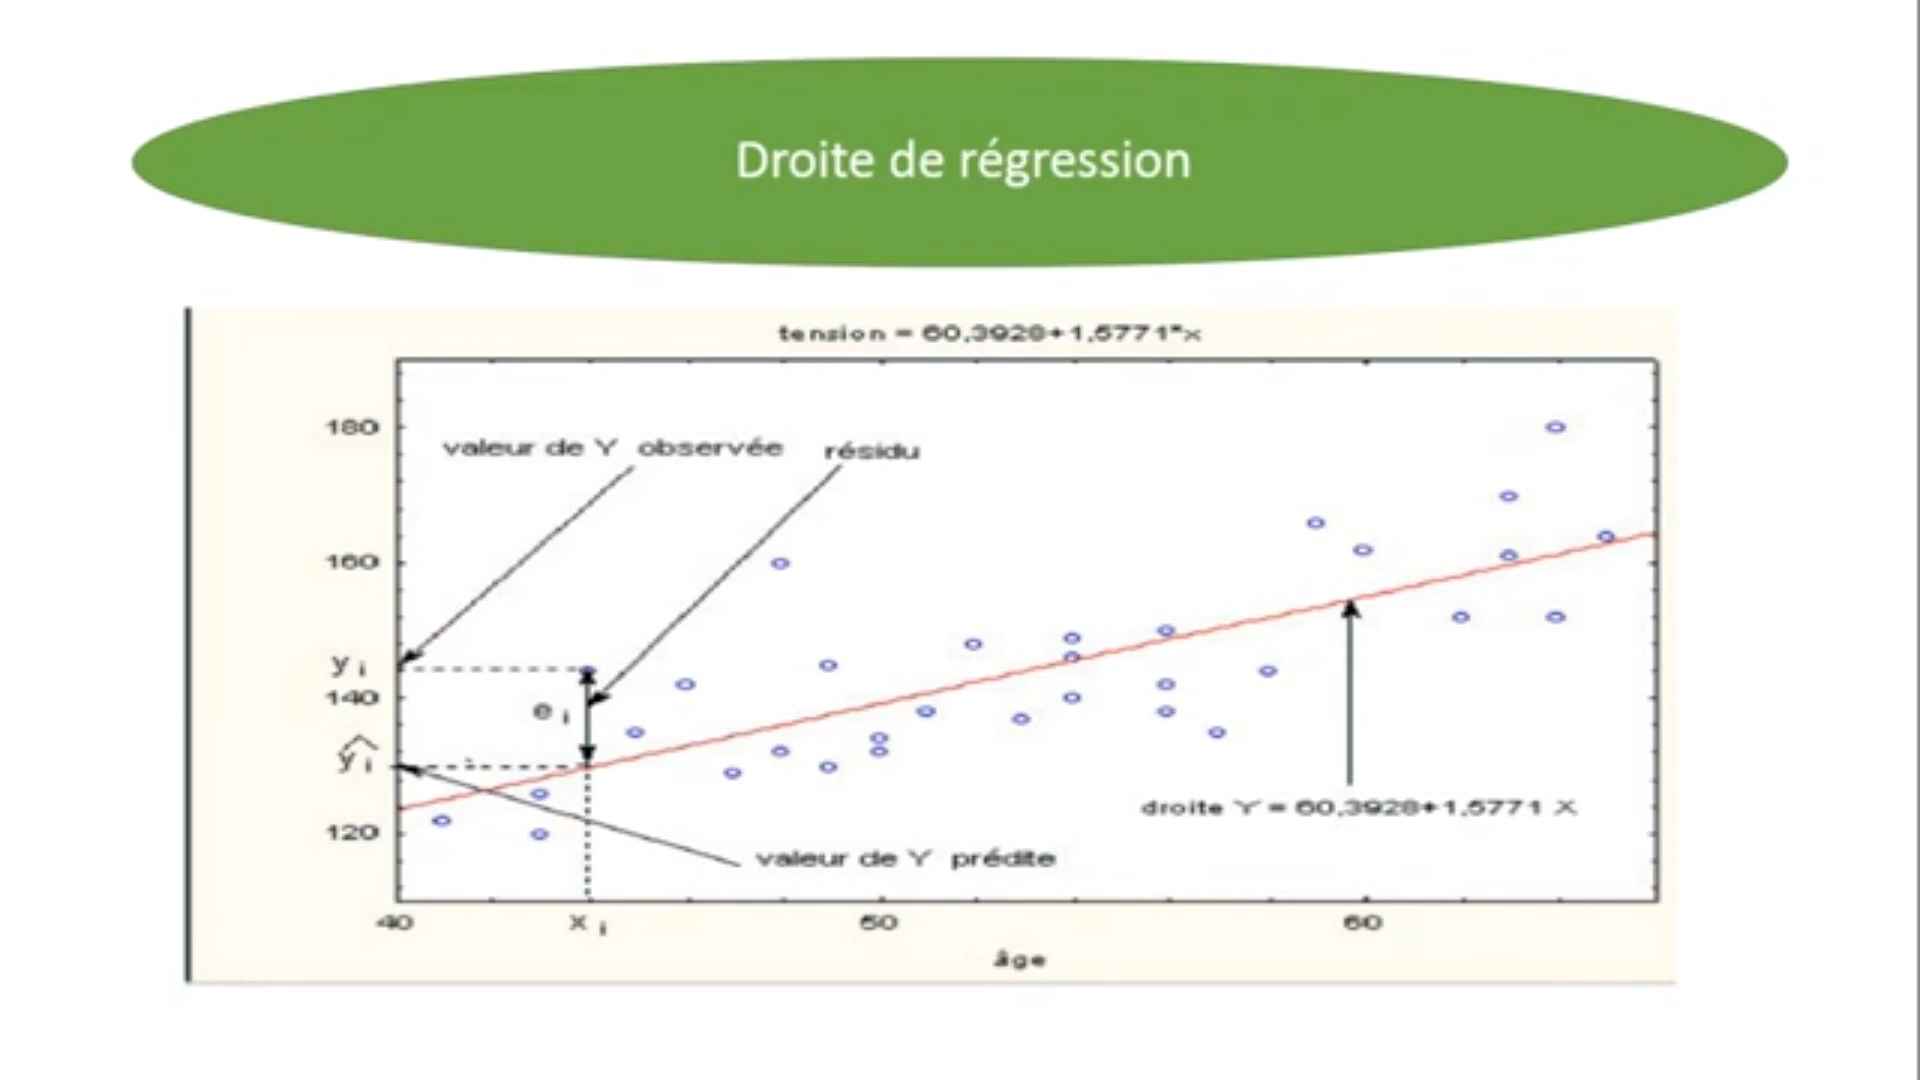 Droite de régression
tension = 60,3928+1,5771*x
180
valeur de Y observée
résidu
160
y i
140
e i
ŷ i
droite Y = 60,3928+1,5771 X
120
valeur de Y prédite
40
x i
50
60
âge